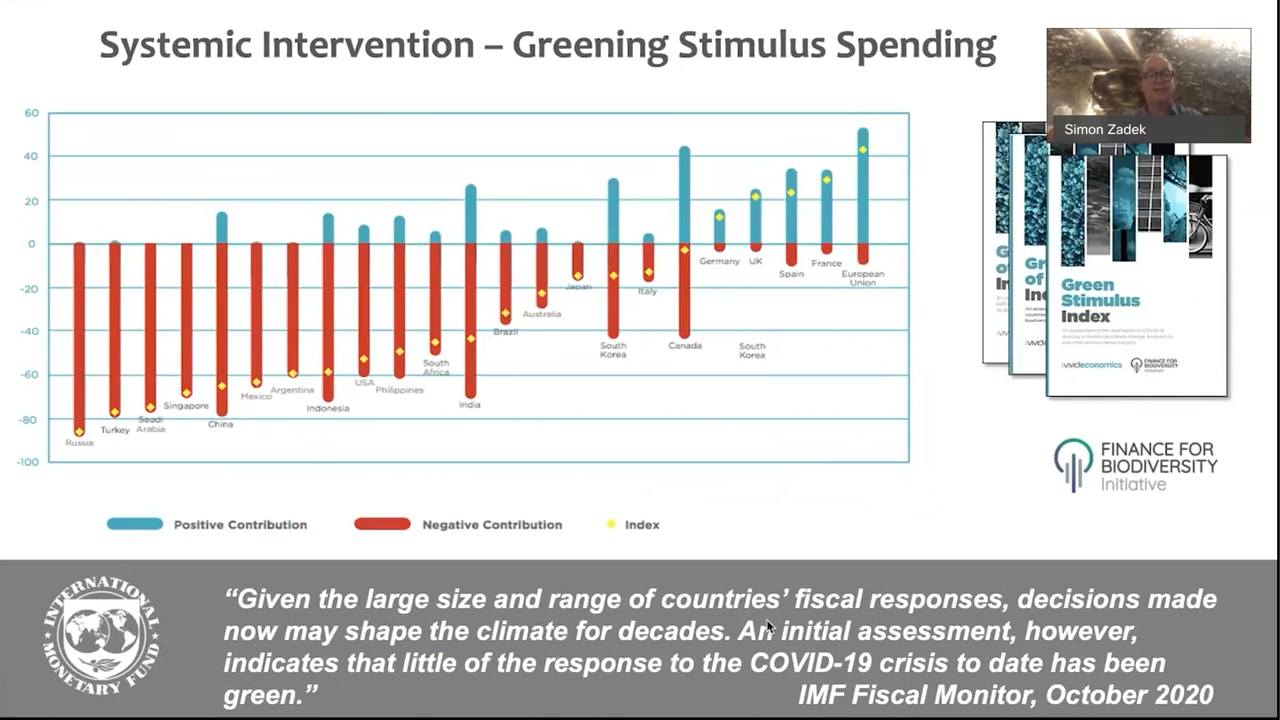 Systemic Intervention – Greening Stimulus Spending
Simon Zadek
60
40
20
0
-20
-40
-60
-80
-100
Russia
Turkey
Saudi
Arabia
Singapore
China
Mexico
Argentina
Indonesia
USA
Philippines
South
Africa
India
Brazil
Australia
Japan
South
Korea
Italy
Canada
Germany
UK
South
Korea
Spain
France
European
Union
Positive Contribution
Negative Contribution
Index
Green
Stimulus
Index
vivideconomics
FINANCE FOR
BIODIVERSITY
Initiative
FINANCE FOR
BIODIVERSITY
Initiative
INTERNATIONAL MONETARY FUND
“Given the large size and range of countries’ fiscal responses, decisions made
now may shape the climate for decades. An initial assessment, however,
indicates that little of the response to the COVID-19 crisis to date has been
green.”
IMF Fiscal Monitor, October 2020